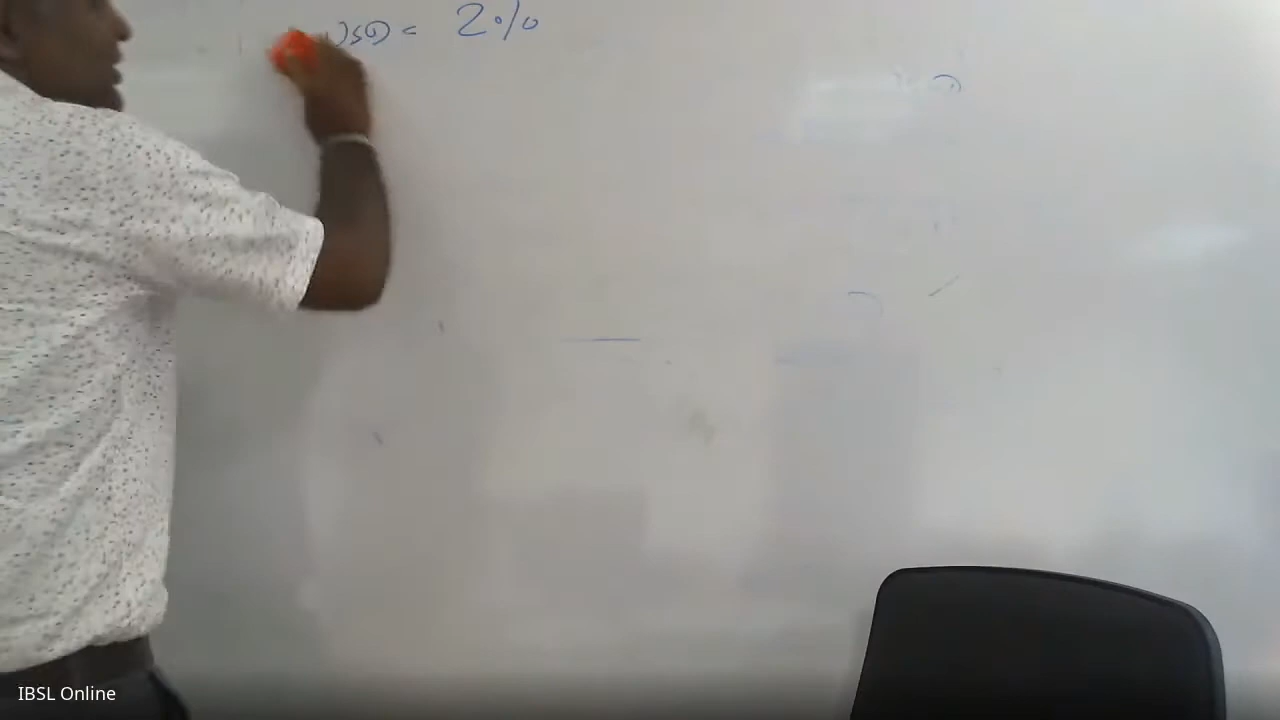 USD = 2%
IBSL Online